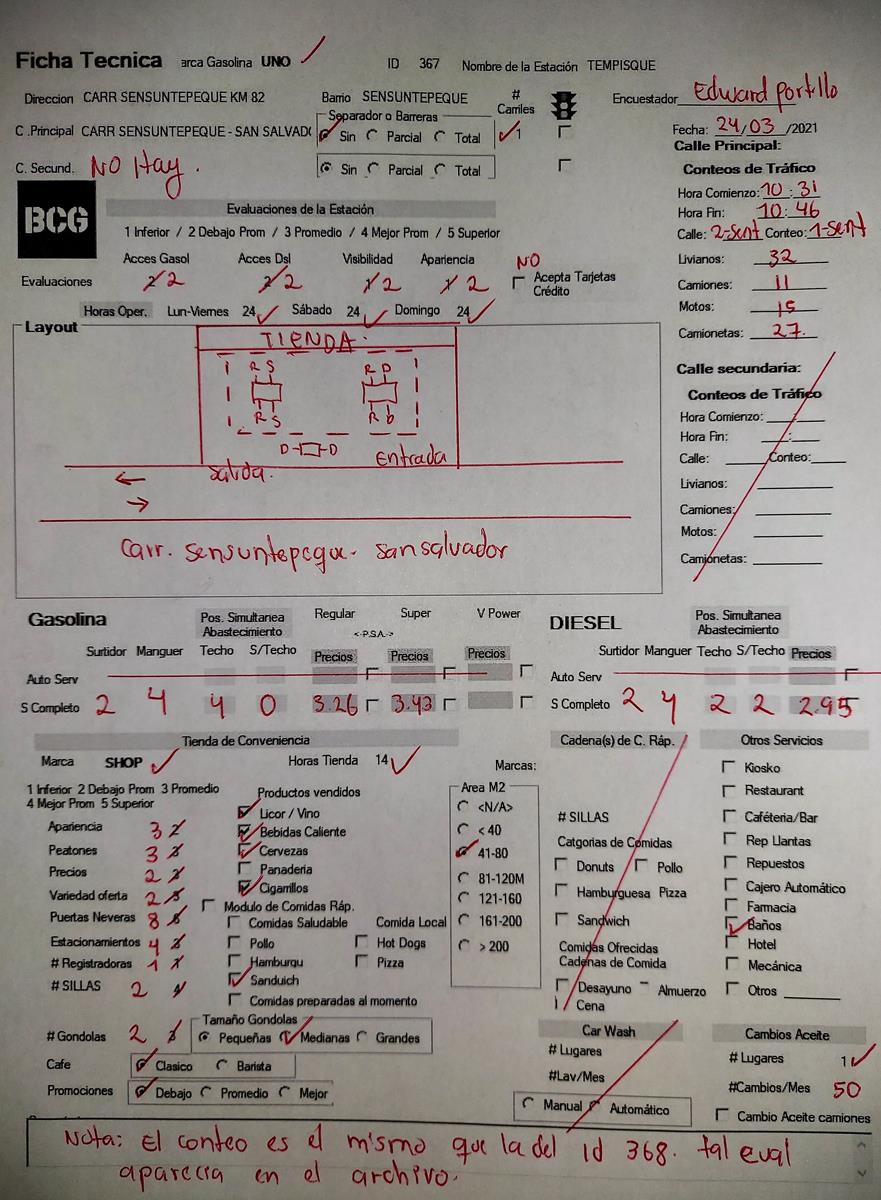 Ficha Tecnica arca Gasolina UNO ID 367 Nombre de la Estación TEMPISQUE
Direccion CARR SENSUNTEPEQUE KM 82 Barrio SENSUNTEPEQUE # Carriles Encuestador Edward Portillo
C .Principal CARR SENSUNTEPEQUE - SAN SALVAD Separador o Barreras Sin Parcial Total 1 Fecha: 24/03 /2021
C. Secund. NO Hay. Sin Parcial Total
Calle Principal:
Conteos de Tráfico
Hora Comienzo: 10 : 31
Hora Fin: 10: 46
Calle: 2-Sent Conteo: 1-Sent
Livianos: 32
Camiones: 11
Motos: 15
Camionetas: 27.
BCG
Evaluaciones de la Estación
1 Inferior / 2 Debajo Prom / 3 Promedio / 4 Mejor Prom / 5 Superior
Acces Gasol Acces Dsl Visibilidad Apariencia NO
Evaluaciones 2 2 2 2 2 Acepta Tarjetas Crédito
Horas Oper. Lun-Viernes 24 Sábado 24 Domingo 24
Layout
TIENDA.
R S R D
R S R D
D D
Salida. Entrada
Carr. Sensuntepeque - San salvador
Calle secundaria:
Conteos de Tráfico
Hora Comienzo: :
Hora Fin: :
Calle: Conteo:
Livianos:
Camiones:
Motos:
Camionetas:
Gasolina Pos. Simultanea Abastecimiento Regular Super V Power
<-P.S.A.->
Surtidor Manguer Techo S/Techo Precios Precios Precios
Auto Serv
S Completo 2 4 4 0 3.26 3.43
DIESEL Pos. Simultanea Abastecimiento
Surtidor Manguer Techo S/Techo Precios
Auto Serv
S Completo 2 4 2 2 2.95
Tienda de Conveniencia
Marca SHOP Horas Tienda 14 Marcas:
1 Inferior 2 Debajo Prom 3 Promedio
4 Mejor Prom 5 Superior
Apariencia 3 2
Peatones 3
Precios 2
Variedad oferta 2
Puertas Neveras 8
Estacionamientos 4
# Registradoras 1
# SILLAS 2
# Gondolas 2
Productos vendidos
Licor / Vino
Bebidas Caliente
Cervezas
Panaderia
Cigarrillos
Modulo de Comidas Ráp.
Comidas Saludable Comida Local
Pollo Hot Dogs
Hamburqu Pizza
Sanduich
Comidas preparadas al momento
Tamaño Gondolas
Pequeñas Medianas Grandes
Cafe Clasico Barista
Promociones Debajo Promedio Mejor
Area M2
<N/A>
< 40
41-80
81-120M
121-160
161-200
> 200
Cadena(s) de C. Ráp.
# SILLAS
Catgorias de Comidas
Donuts Pollo
Hamburguesa Pizza
Sandwich
Comidas Ofrecidas
Cadenas de Comida
Desayuno Almuerzo
Cena
Otros Servicios
Kiosko
Restaurant
Caféteria/Bar
Rep Llantas
Repuestos
Cajero Automático
Farmacia
Baños
Hotel
Mecánica
Otros
Car Wash
# Lugares
#Lav/Mes
Manual Automático
Cambios Aceite
# Lugares 1
#Cambios/Mes 50
Cambio Aceite camiones
Nota: El conteo es el mismo que la del id 368. tal cual
aparecia en el archivo.